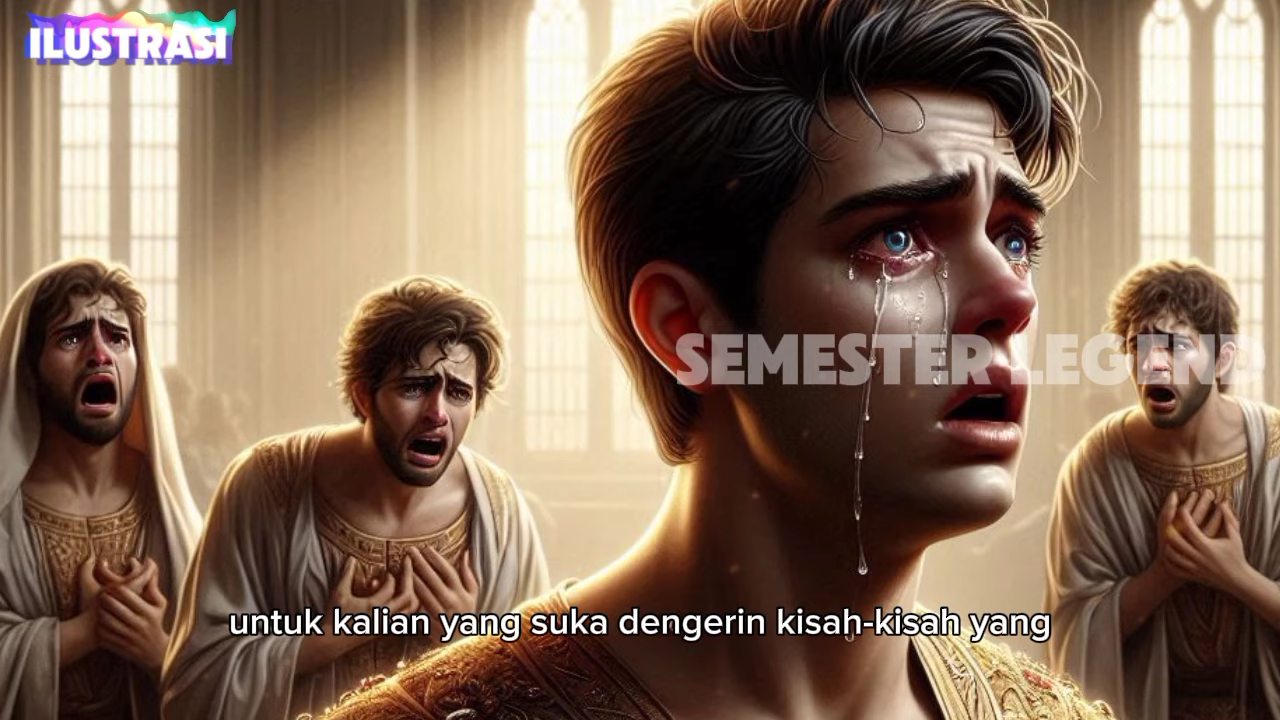 ILUSTRASI
SEMESTER LEGEND
untuk kalian yang suka dengerin kisah-kisah yang